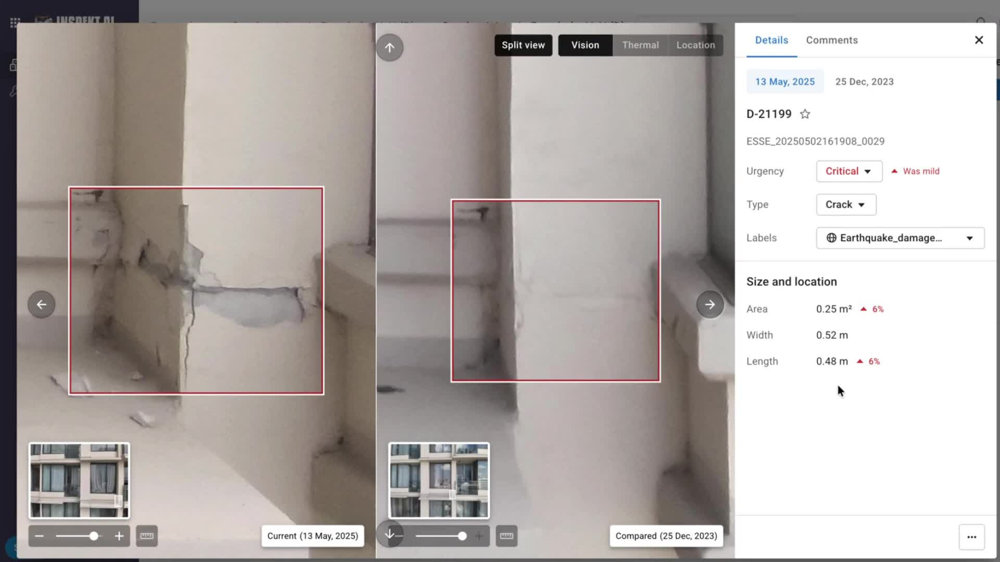 Split view
Vision
Thermal
Location
Current (13 May, 2025)
Compared (25 Dec, 2023)
Details
Comments
13 May, 2025
25 Dec, 2023
D-21199
ESSE_20250502161908_0029
Urgency
Critical
Was mild
Type
Crack
Labels
Earthquake_damage...
Size and location
Area
0.25 m²
6%
Width
0.52 m
Length
0.48 m
6%